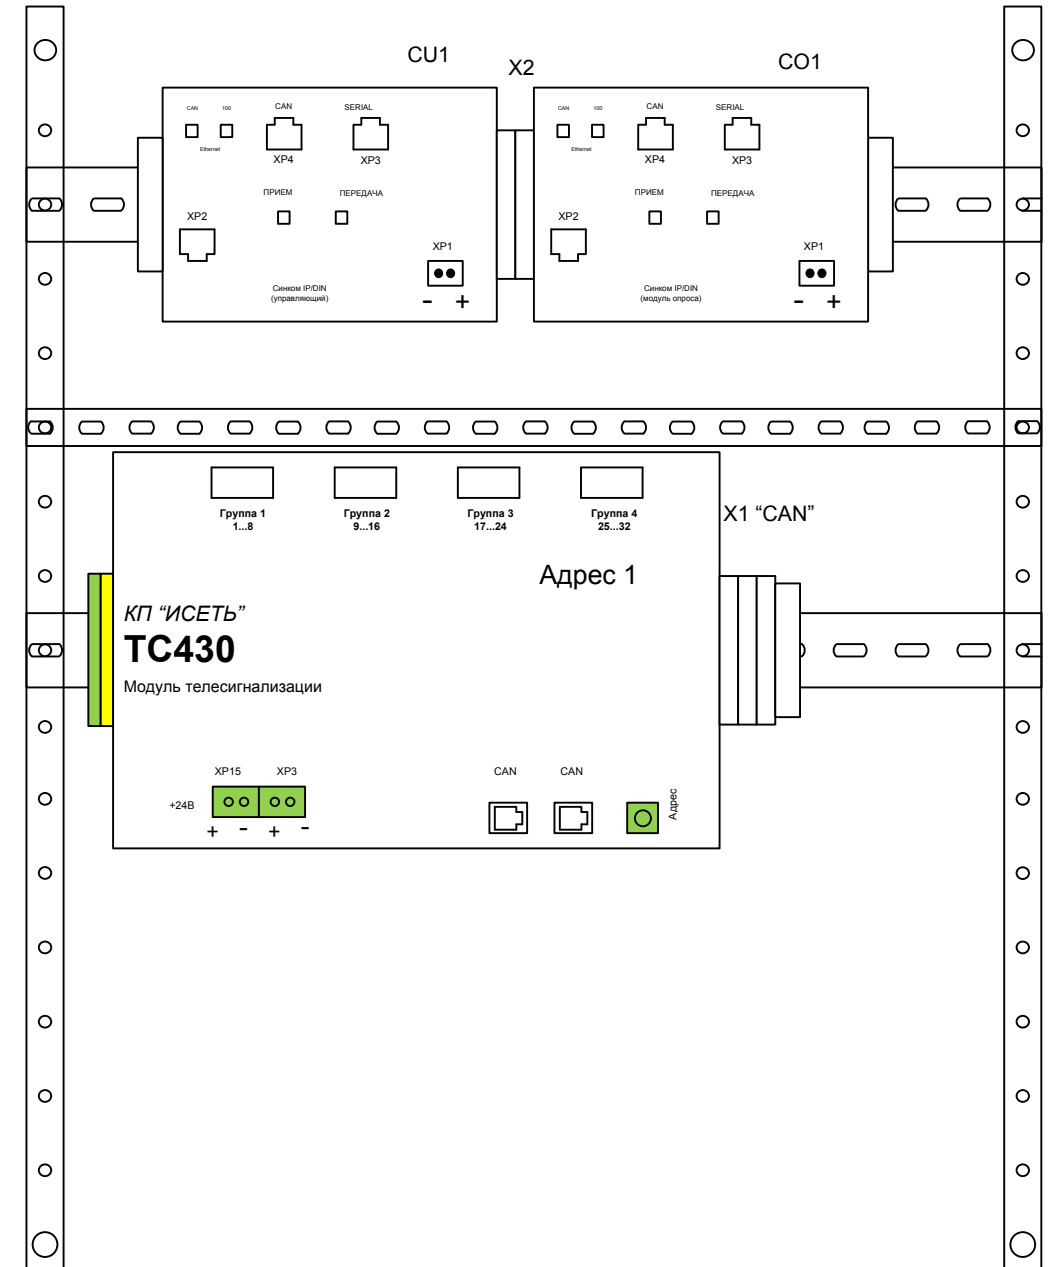 CU1
X2
CO1
CAN 100 CAN SERIAL
Ethernet
XP4 XP3
ПРИЕМ ПЕРЕДАЧА
XP2
XP1
Синком IP/DIN
(управляющий)
- +
CAN 100 CAN SERIAL
Ethernet
XP4 XP3
ПРИЕМ ПЕРЕДАЧА
XP2
XP1
Синком IP/DIN
(модуль опроса)
- +
Группа 1
1...8
Группа 2
9...16
Группа 3
17...24
Группа 4
25...32
X1 “CAN”
Адрес 1
КП “ИСЕТЬ”
ТС430
Модуль телесигнализации
XP15 XP3
+24В
+ - + -
CAN CAN
Адрес